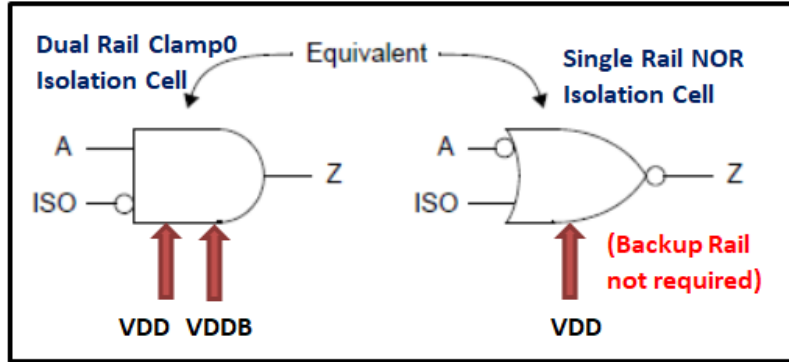 Dual Rail Clamp0
Isolation Cell
Equivalent
Single Rail NOR
Isolation Cell
A
ISO
Z
VDD VDDB
A
ISO
Z
(Backup Rail
not required)
VDD